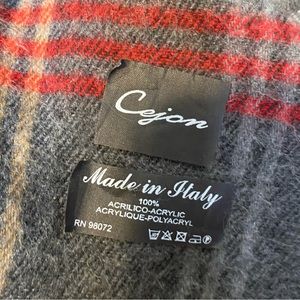 Cejon
Made in Italy
100%
ACRILICO-ACRYLIC
ACRYLIQUE-POLYACRYL
RN 98072